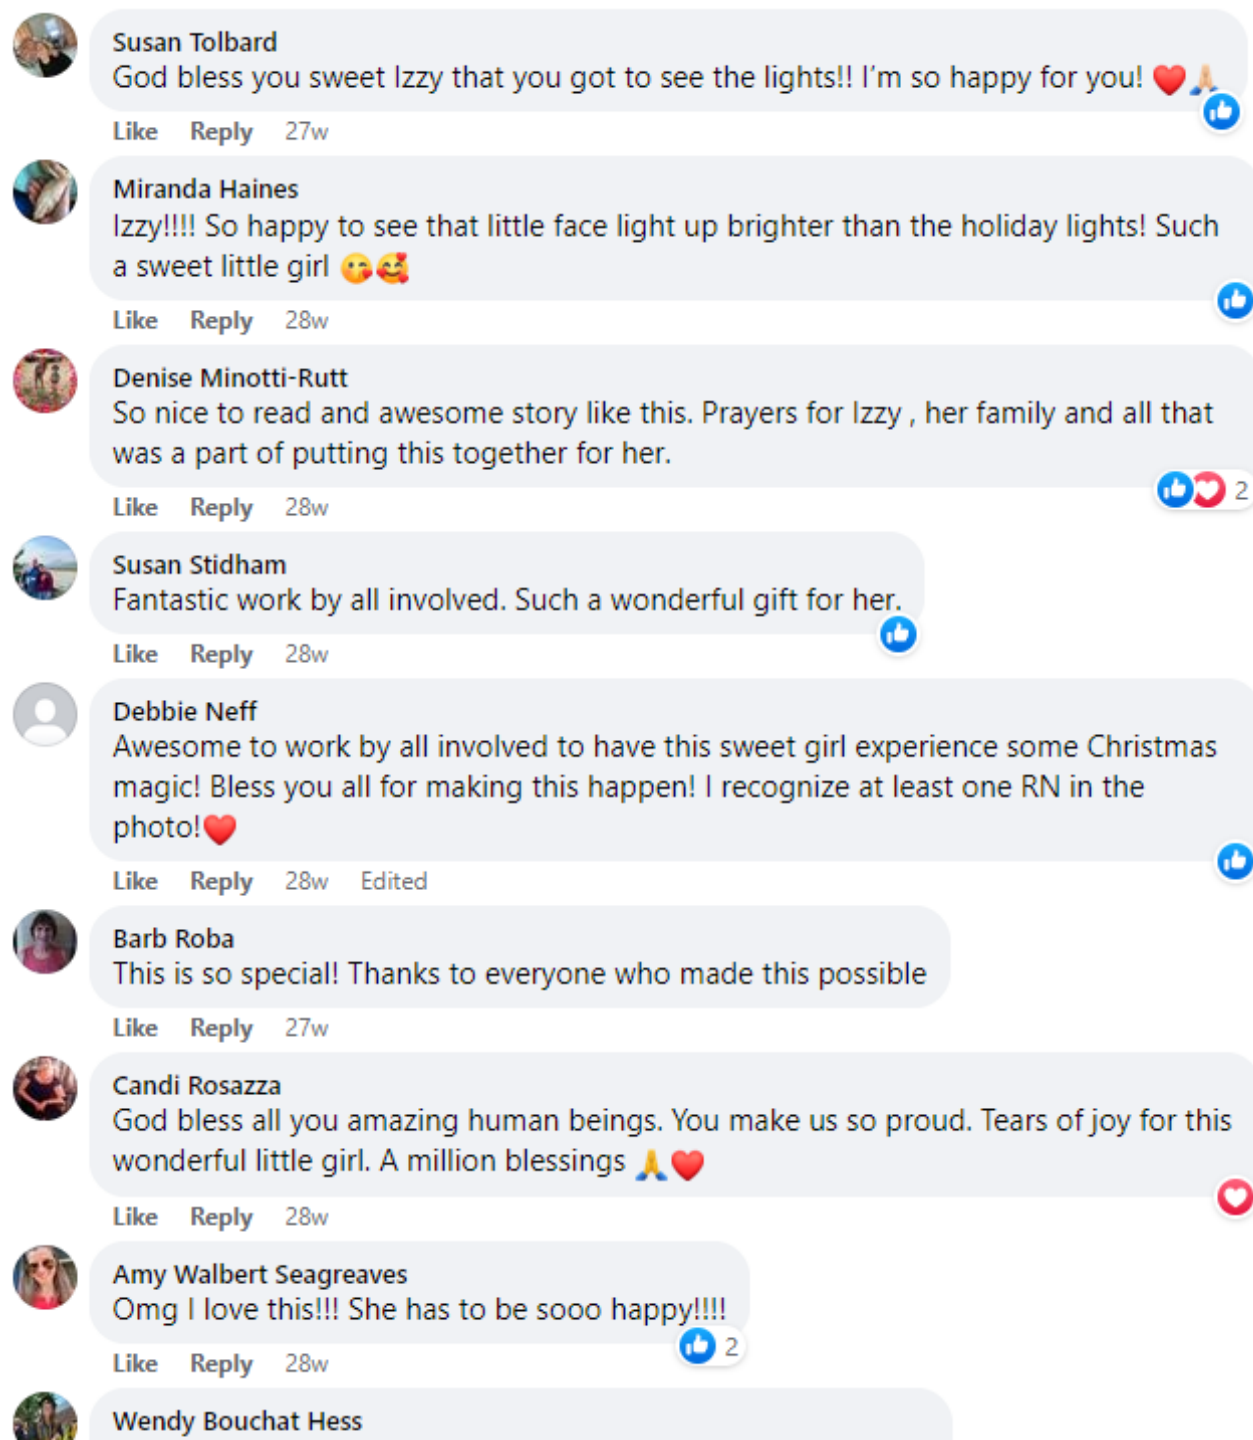 Susan Tolbard
God bless you sweet Izzy that you got to see the lights!! I'm so happy for you! ❤️🙏🏼
Like Reply 27w
Miranda Haines
Izzy!!!! So happy to see that little face light up brighter than the holiday lights! Such
a sweet little girl 😘🥰
Like Reply 28w
Denise Minotti-Rutt
So nice to read and awesome story like this. Prayers for Izzy , her family and all that
was a part of putting this together for her.
2
Like Reply 28w
Susan Stidham
Fantastic work by all involved. Such a wonderful gift for her.
Like Reply 28w
Debbie Neff
Awesome to work by all involved to have this sweet girl experience some Christmas
magic! Bless you all for making this happen! I recognize at least one RN in the
photo!❤️
Like Reply 28w Edited
Barb Roba
This is so special! Thanks to everyone who made this possible
Like Reply 27w
Candi Rosazza
God bless all you amazing human beings. You make us so proud. Tears of joy for this
wonderful little girl. A million blessings 🙏❤️
Like Reply 28w
Amy Walbert Seagreaves
Omg I love this!!! She has to be sooo happy!!!!
2
Like Reply 28w
Wendy Bouchat Hess